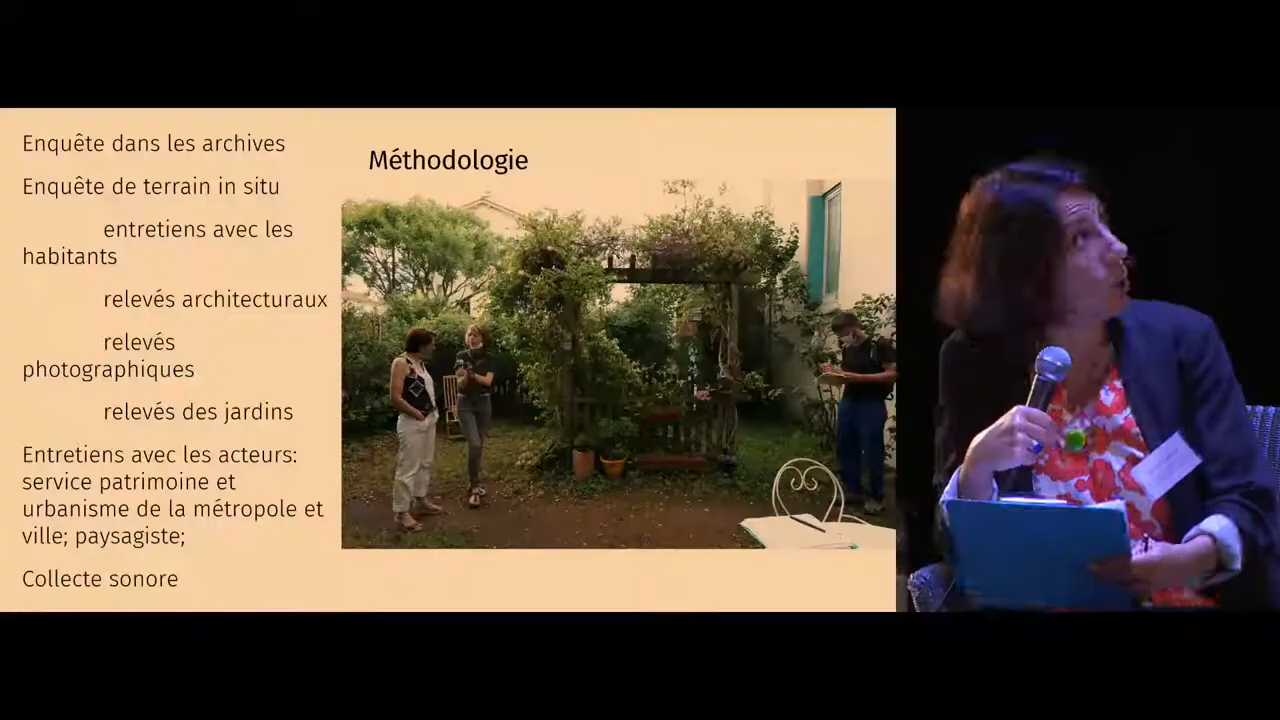 Enquête dans les archives
Enquête de terrain in situ
entretiens avec les
habitants
relevés architecturaux
relevés
photographiques
relevés des jardins
Entretiens avec les acteurs:
service patrimoine et
urbanisme de la métropole et
ville; paysagiste;
Collecte sonore
Méthodologie